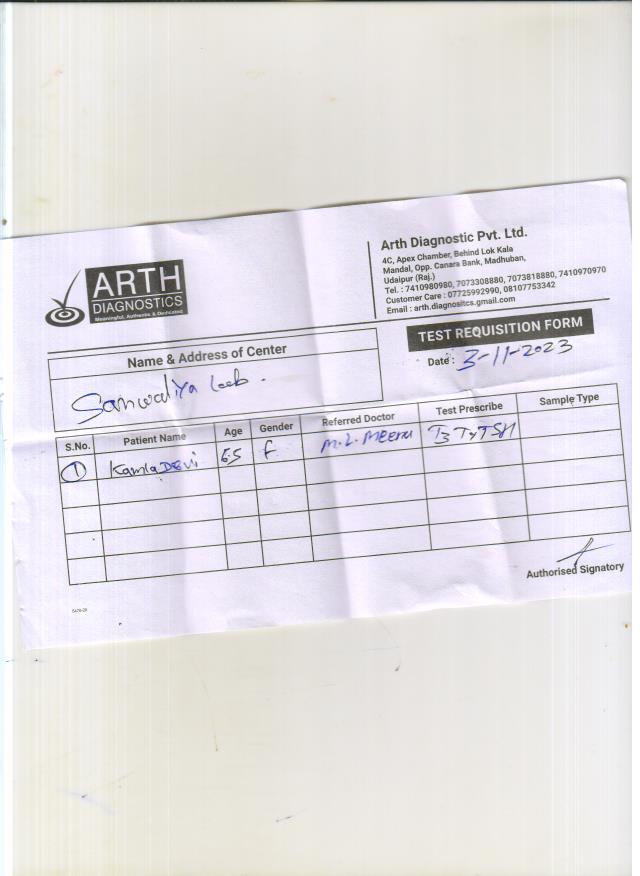 ARTH
DIAGNOSTICS
Meaningful, Authentic & Dedicated
Arth Diagnostic Pvt. Ltd.
4C, Apex Chamber, Behind Lok Kala
Mandal, Opp. Canara Bank, Madhuban,
Udaipur (Raj.)
Tel. : 7410980980, 7073308880, 7073818880, 7410970970
Customer Care : 07725992990, 08107753342
Email : arth.diagnositcs.gmail.com
TEST REQUISITION FORM
Name & Address of Center
Date : 3-11-2023
Sanwaliya Lab.
S.No. Patient Name Age Gender Referred Doctor Test Prescribe Sample Type
1 Kamla DEVI 65 F M.L. MEENA T3 T4 TSH
Authorised Signatory